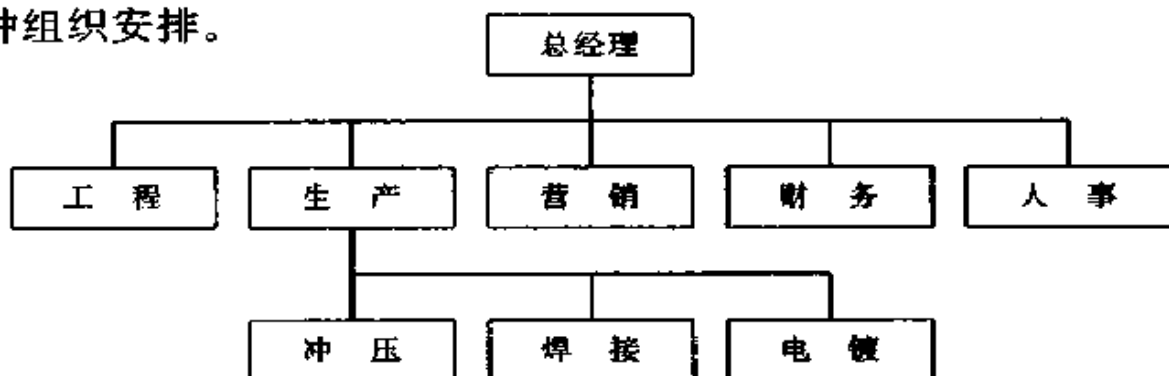 种组织安排。
总经理
工程
生产
营销
财务
人事
冲压
焊接
电镀